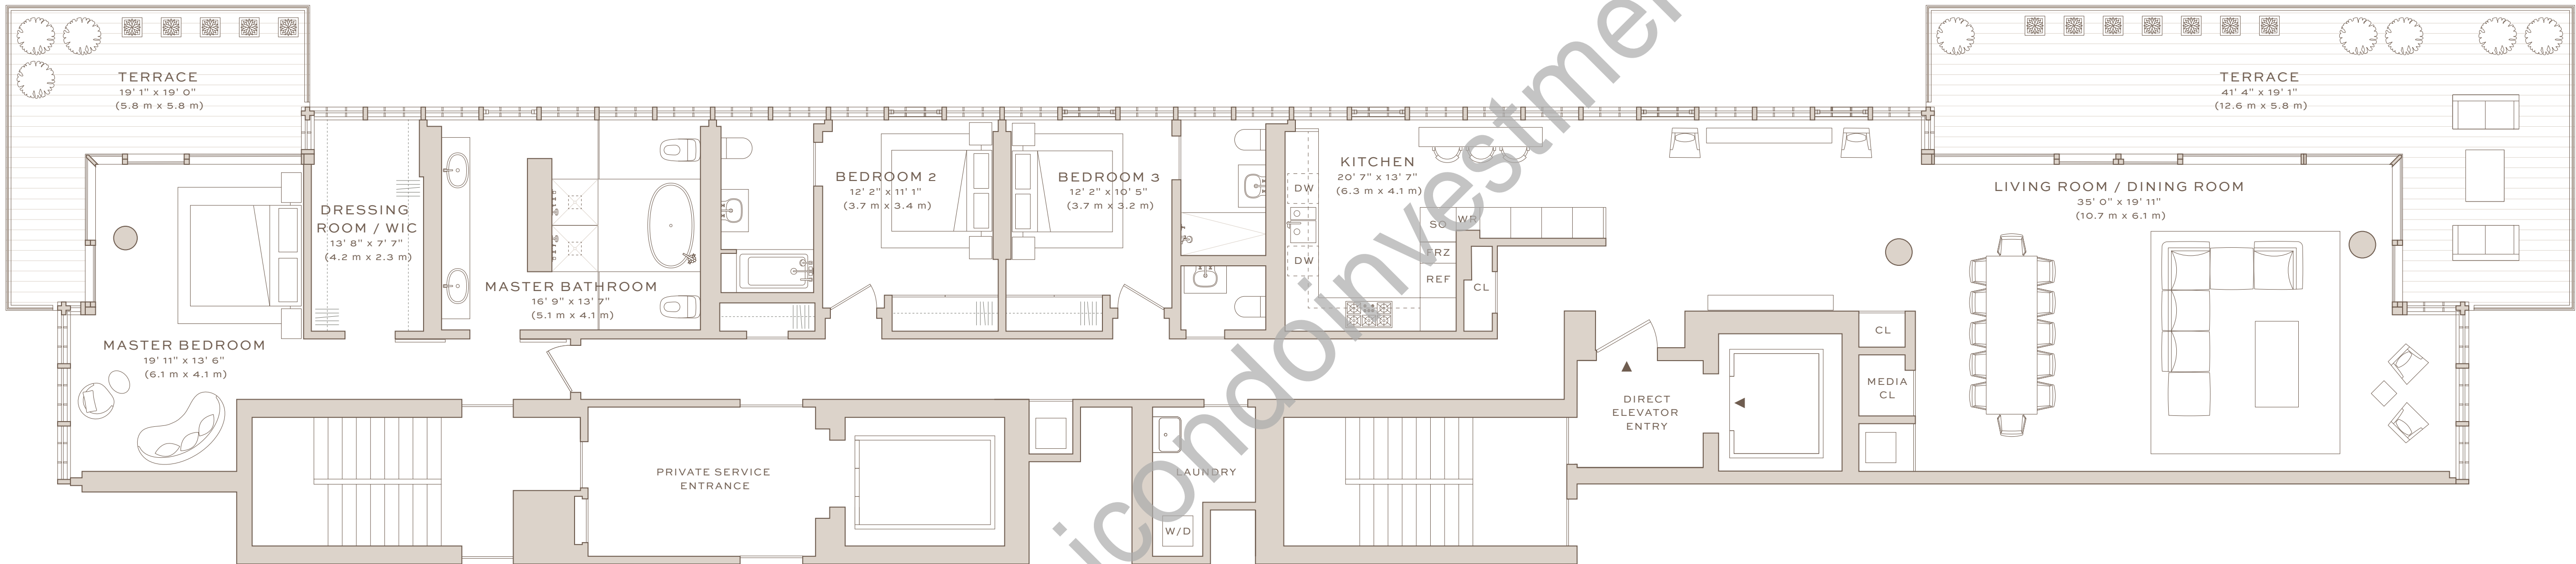 TERRACE
19' 1" x 19' 0"
(5.8 m x 5.8 m)
TERRACE
41' 4" x 19' 1"
(12.6 m x 5.8 m)
DRESSING
ROOM / WIC
13' 8" x 7' 7"
(4.2 m x 2.3 m)
MASTER BATHROOM
16' 9" x 13' 7"
(5.1 m x 4.1 m)
BEDROOM 2
12' 2" x 11' 1"
(3.7 m x 3.4 m)
BEDROOM 3
12' 2" x 10' 5"
(3.7 m x 3.2 m)
KITCHEN
20' 7" x 13' 7"
(6.3 m x 4.1 m)
DW
DW
SO
WR
FRZ
REF
CL
LIVING ROOM / DINING ROOM
35' 0" x 19' 11"
(10.7 m x 6.1 m)
MASTER BEDROOM
19' 11" x 13' 6"
(6.1 m x 4.1 m)
CL
MEDIA
CL
DIRECT
ELEVATOR
ENTRY
PRIVATE SERVICE
ENTRANCE
LAUNDRY
W/D
icondoinvestme